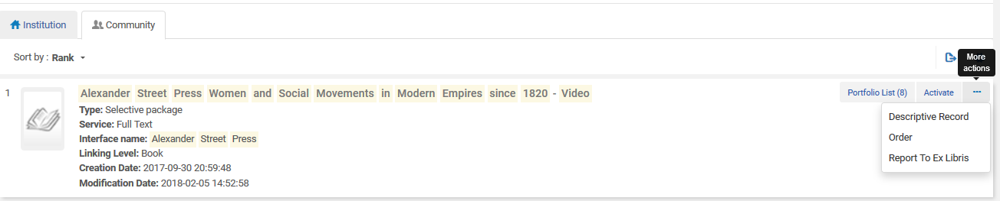 Institution
Community
Sort by : Rank
More
actions
1
Alexander Street Press Women and Social Movements in Modern Empires since 1820 - Video
Portfolio List (8)
Activate
Type: Selective package
Service: Full Text
Interface name: Alexander Street Press
Linking Level: Book
Creation Date: 2017-09-30 20:59:48
Modification Date: 2018-02-05 14:52:58
Descriptive Record
Order
Report To Ex Libris